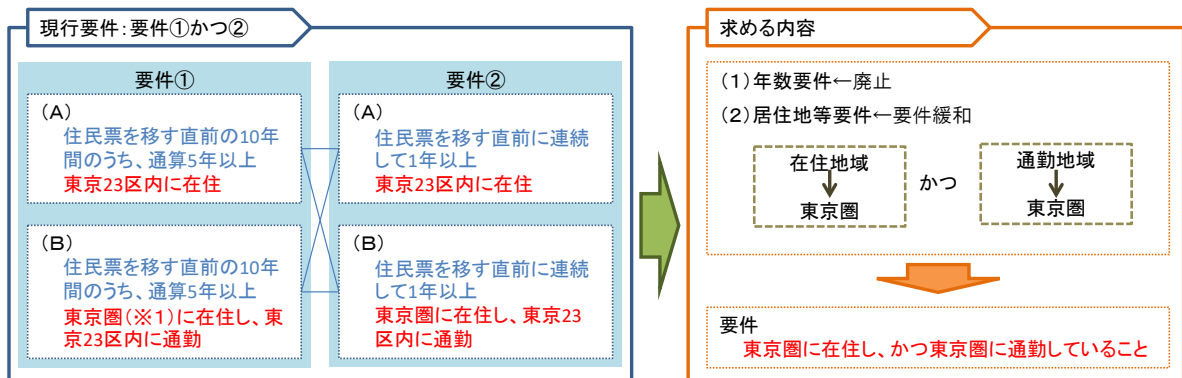 現行要件：要件①かつ②
要件①
(A)
住民票を移す直前の10年
間のうち、通算5年以上
東京23区内に在住
(B)
住民票を移す直前の10年
間のうち、通算5年以上
東京圏(※1)に在住し、東
京23区内に通勤
要件②
(A)
住民票を移す直前に連続
して1年以上
東京23区内に在住
(B)
住民票を移す直前に連続
して1年以上
東京圏に在住し、東京23
区内に通勤
求める内容
(1)年数要件←廃止
(2)居住地等要件←要件緩和
在住地域
東京圏
かつ
通勤地域
東京圏
要件
東京圏に在住し、かつ東京圏に通勤していること